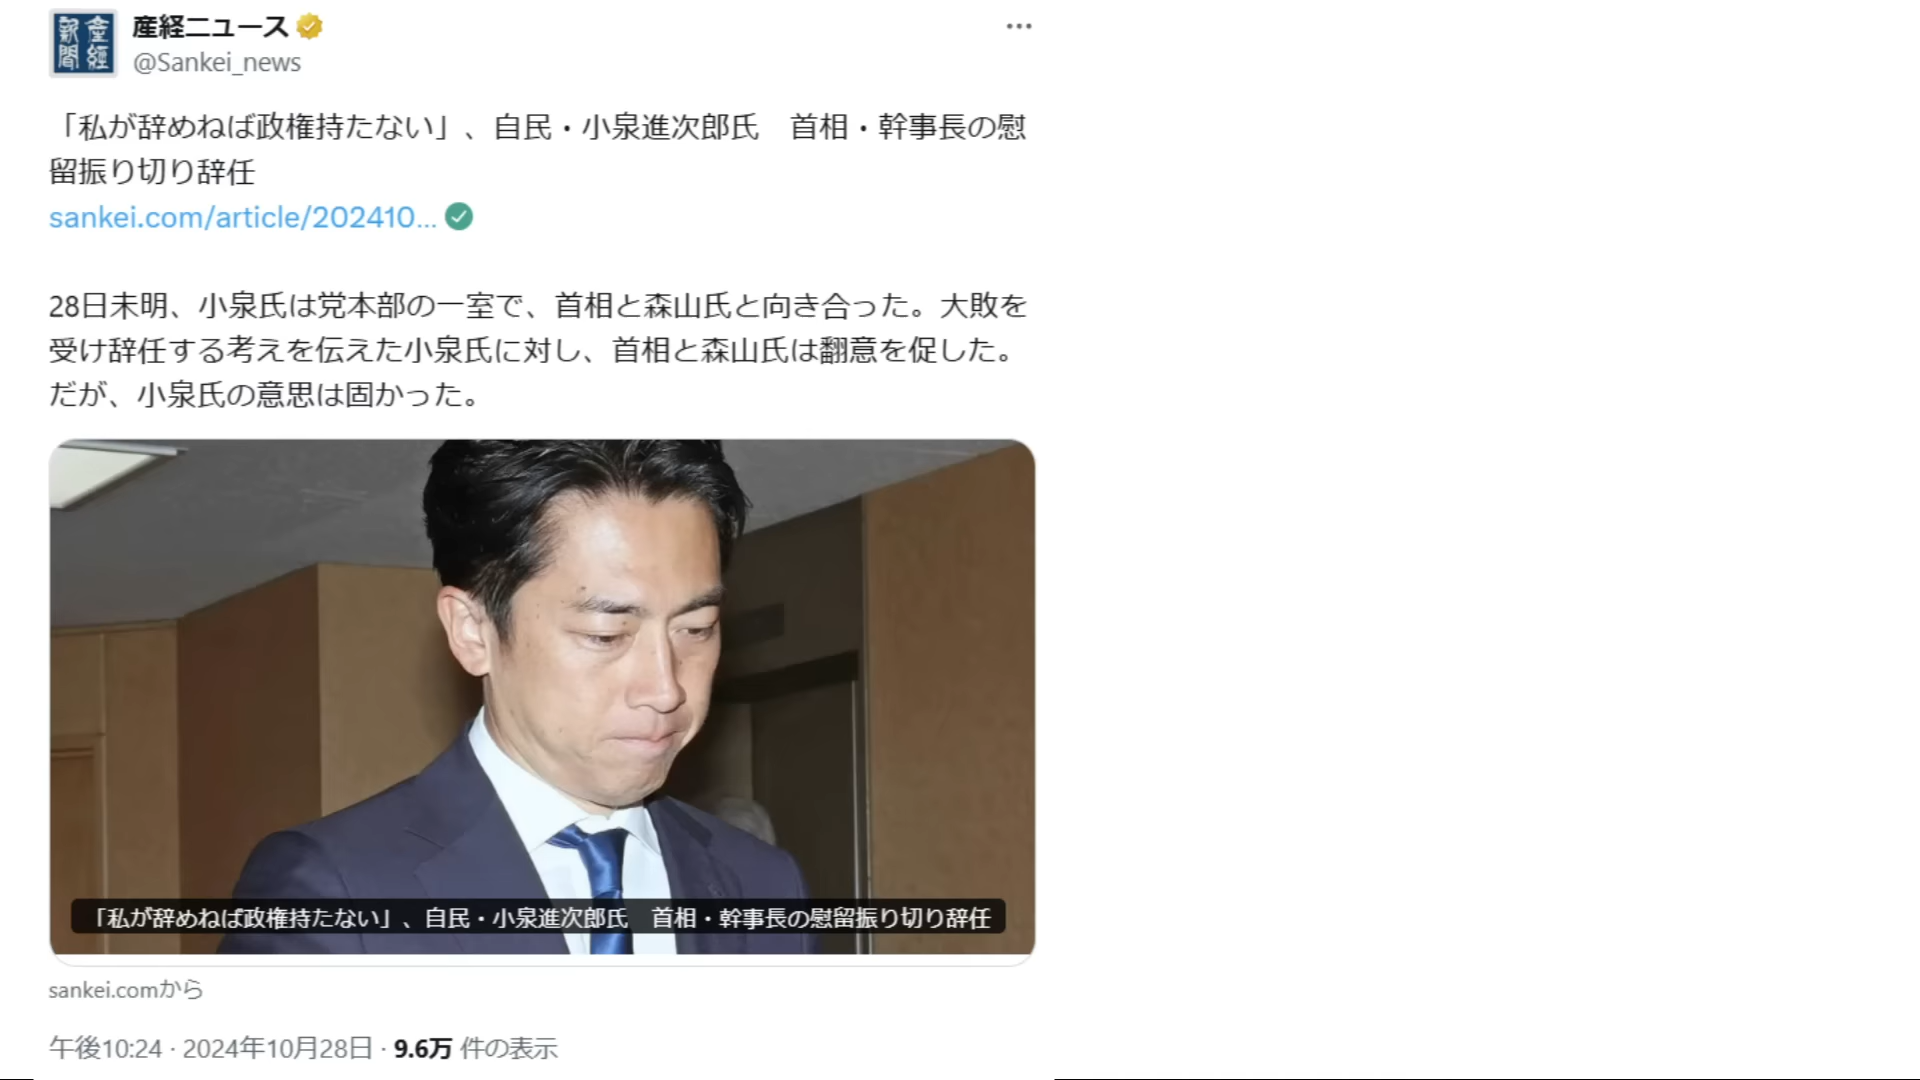 産経新聞
産経ニュース
@Sankei_news
「私が辞めねば政権持たない」、自民・小泉進次郎氏　首相・幹事長の慰
留振り切り辞任
sankei.com/article/202410...
28日未明、小泉氏は党本部の一室で、首相と森山氏と向き合った。大敗を
受け辞任する考えを伝えた小泉氏に対し、首相と森山氏は翻意を促した。
だが、小泉氏の意思は固かった。
「私が辞めねば政権持たない」、自民・小泉進次郎氏　首相・幹事長の慰留振り切り辞任
sankei.comから
午後10:24 · 2024年10月28日 · 9.6万 件の表示